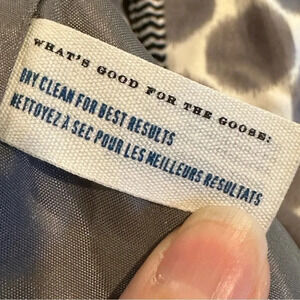 WHAT'S GOOD FOR THE GOOSE:
DRY CLEAN FOR BEST RESULTS
NETTOYEZ À SEC POUR LES MEILLEURS RESULTATS